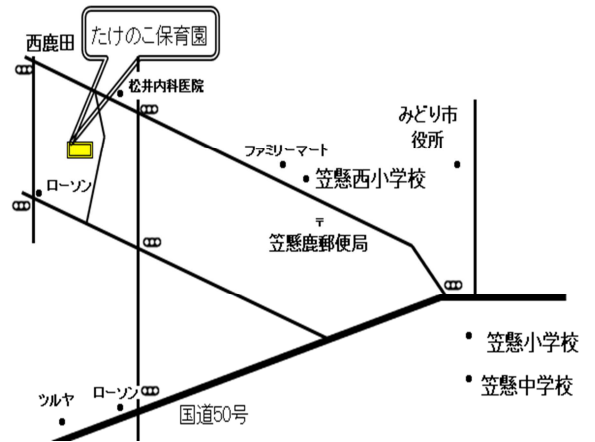 たけのこ保育園
西鹿田
松井内科医院
みどり市
役所
ファミリーマート
笠懸西小学校
ローソン
〒
笠懸鹿郵便局
笠懸小学校
笠懸中学校
ツルヤ
ローソン
国道50号